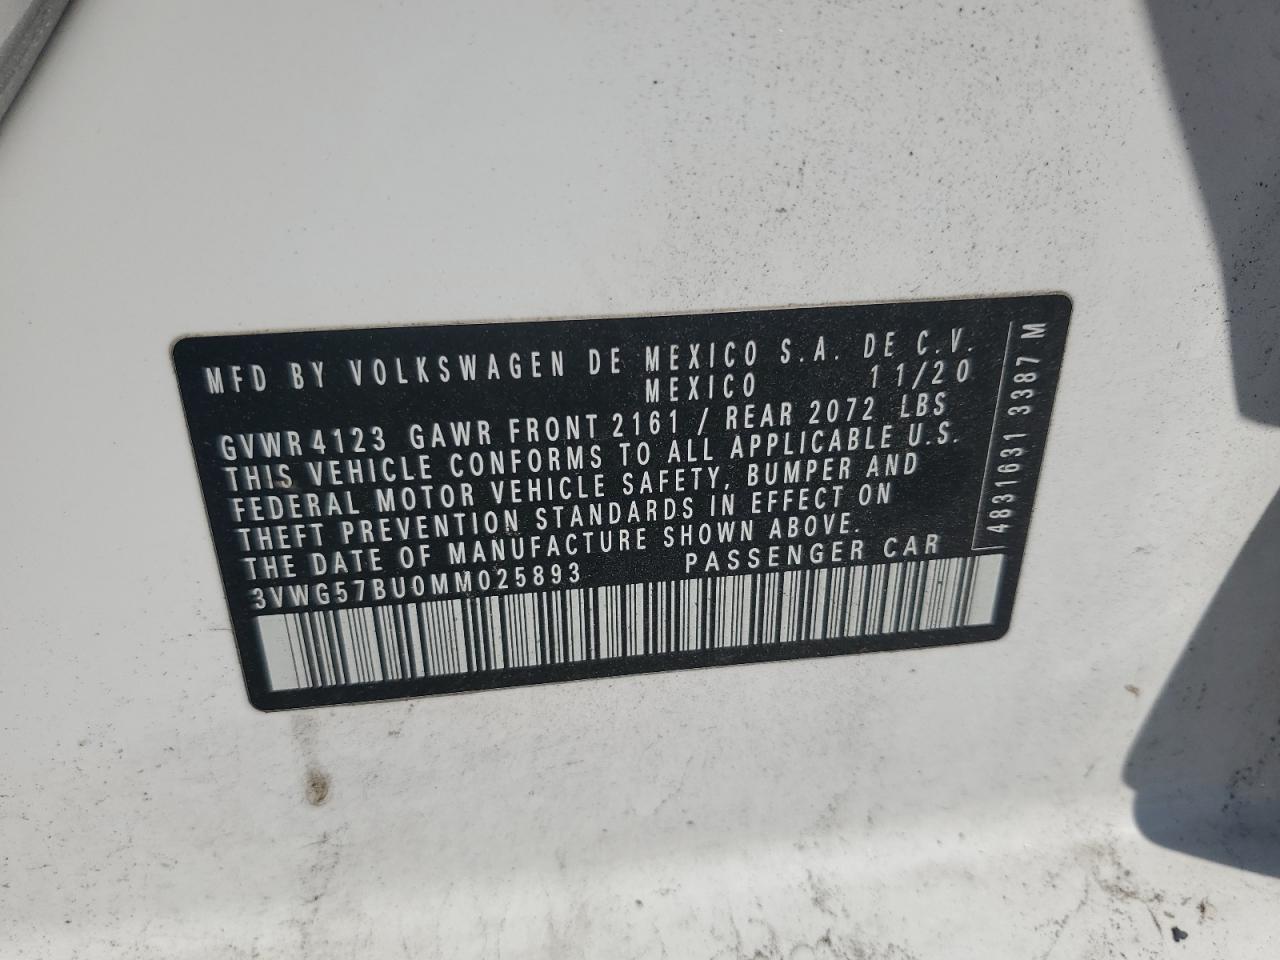 MFD BY VOLKSWAGEN DE MEXICO S.A. DE C.V.
MEXICO 11/20
GVWR 4123 GAWR FRONT 2161 / REAR 2072 LBS
THIS VEHICLE CONFORMS TO ALL APPLICABLE U.S.
FEDERAL MOTOR VEHICLE SAFETY, BUMPER AND
THEFT PREVENTION STANDARDS IN EFFECT ON
THE DATE OF MANUFACTURE SHOWN ABOVE.
3VWG57BU0MM025893 PASSENGER CAR
4831631 3387 M